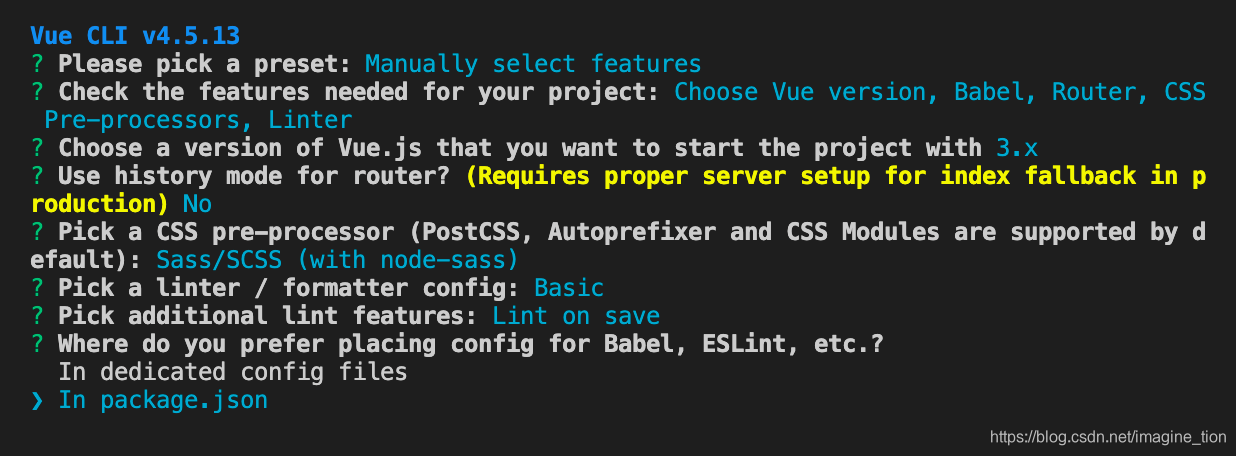 Vue CLI v4.5.13
? Please pick a preset: Manually select features
? Check the features needed for your project: Choose Vue version, Babel, Router, CSS
Pre-processors, Linter
? Choose a version of Vue.js that you want to start the project with 3.x
? Use history mode for router? (Requires proper server setup for index fallback in p
roduction) No
? Pick a CSS pre-processor (PostCSS, Autoprefixer and CSS Modules are supported by d
efault): Sass/SCSS (with node-sass)
? Pick a linter / formatter config: Basic
? Pick additional lint features: Lint on save
? Where do you prefer placing config for Babel, ESLint, etc.?
In dedicated config files
❯ In package.json
https://blog.csdn.net/imagine_tion